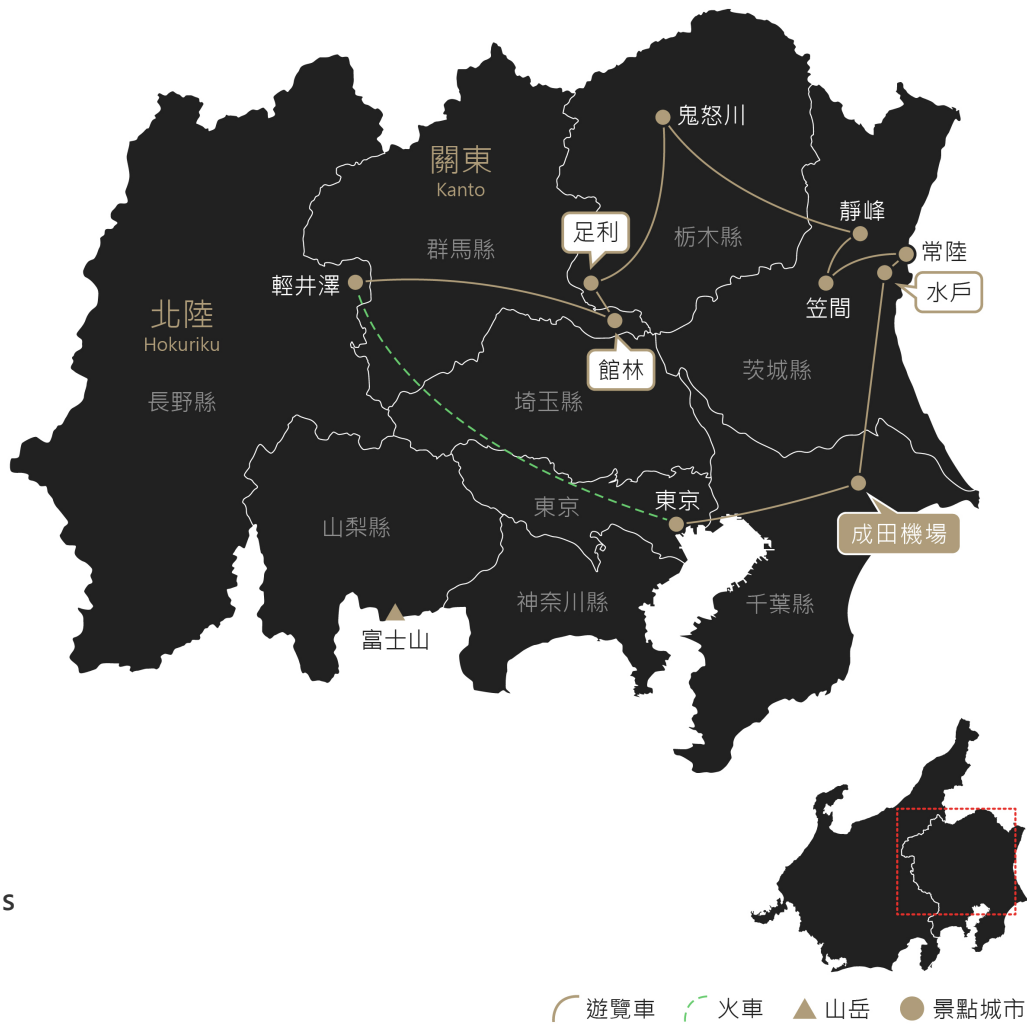 鬼怒川
關東
Kanto
靜峰
足利
栃木縣
群馬縣
常陸
輕井澤
水戶
笠間
北陸
Hokuriku
館林
茨城縣
長野縣
埼玉縣
東京
東京
山梨縣
成田機場
神奈川縣
千葉縣
富士山
s
遊覽車 火車 山岳 景點城市